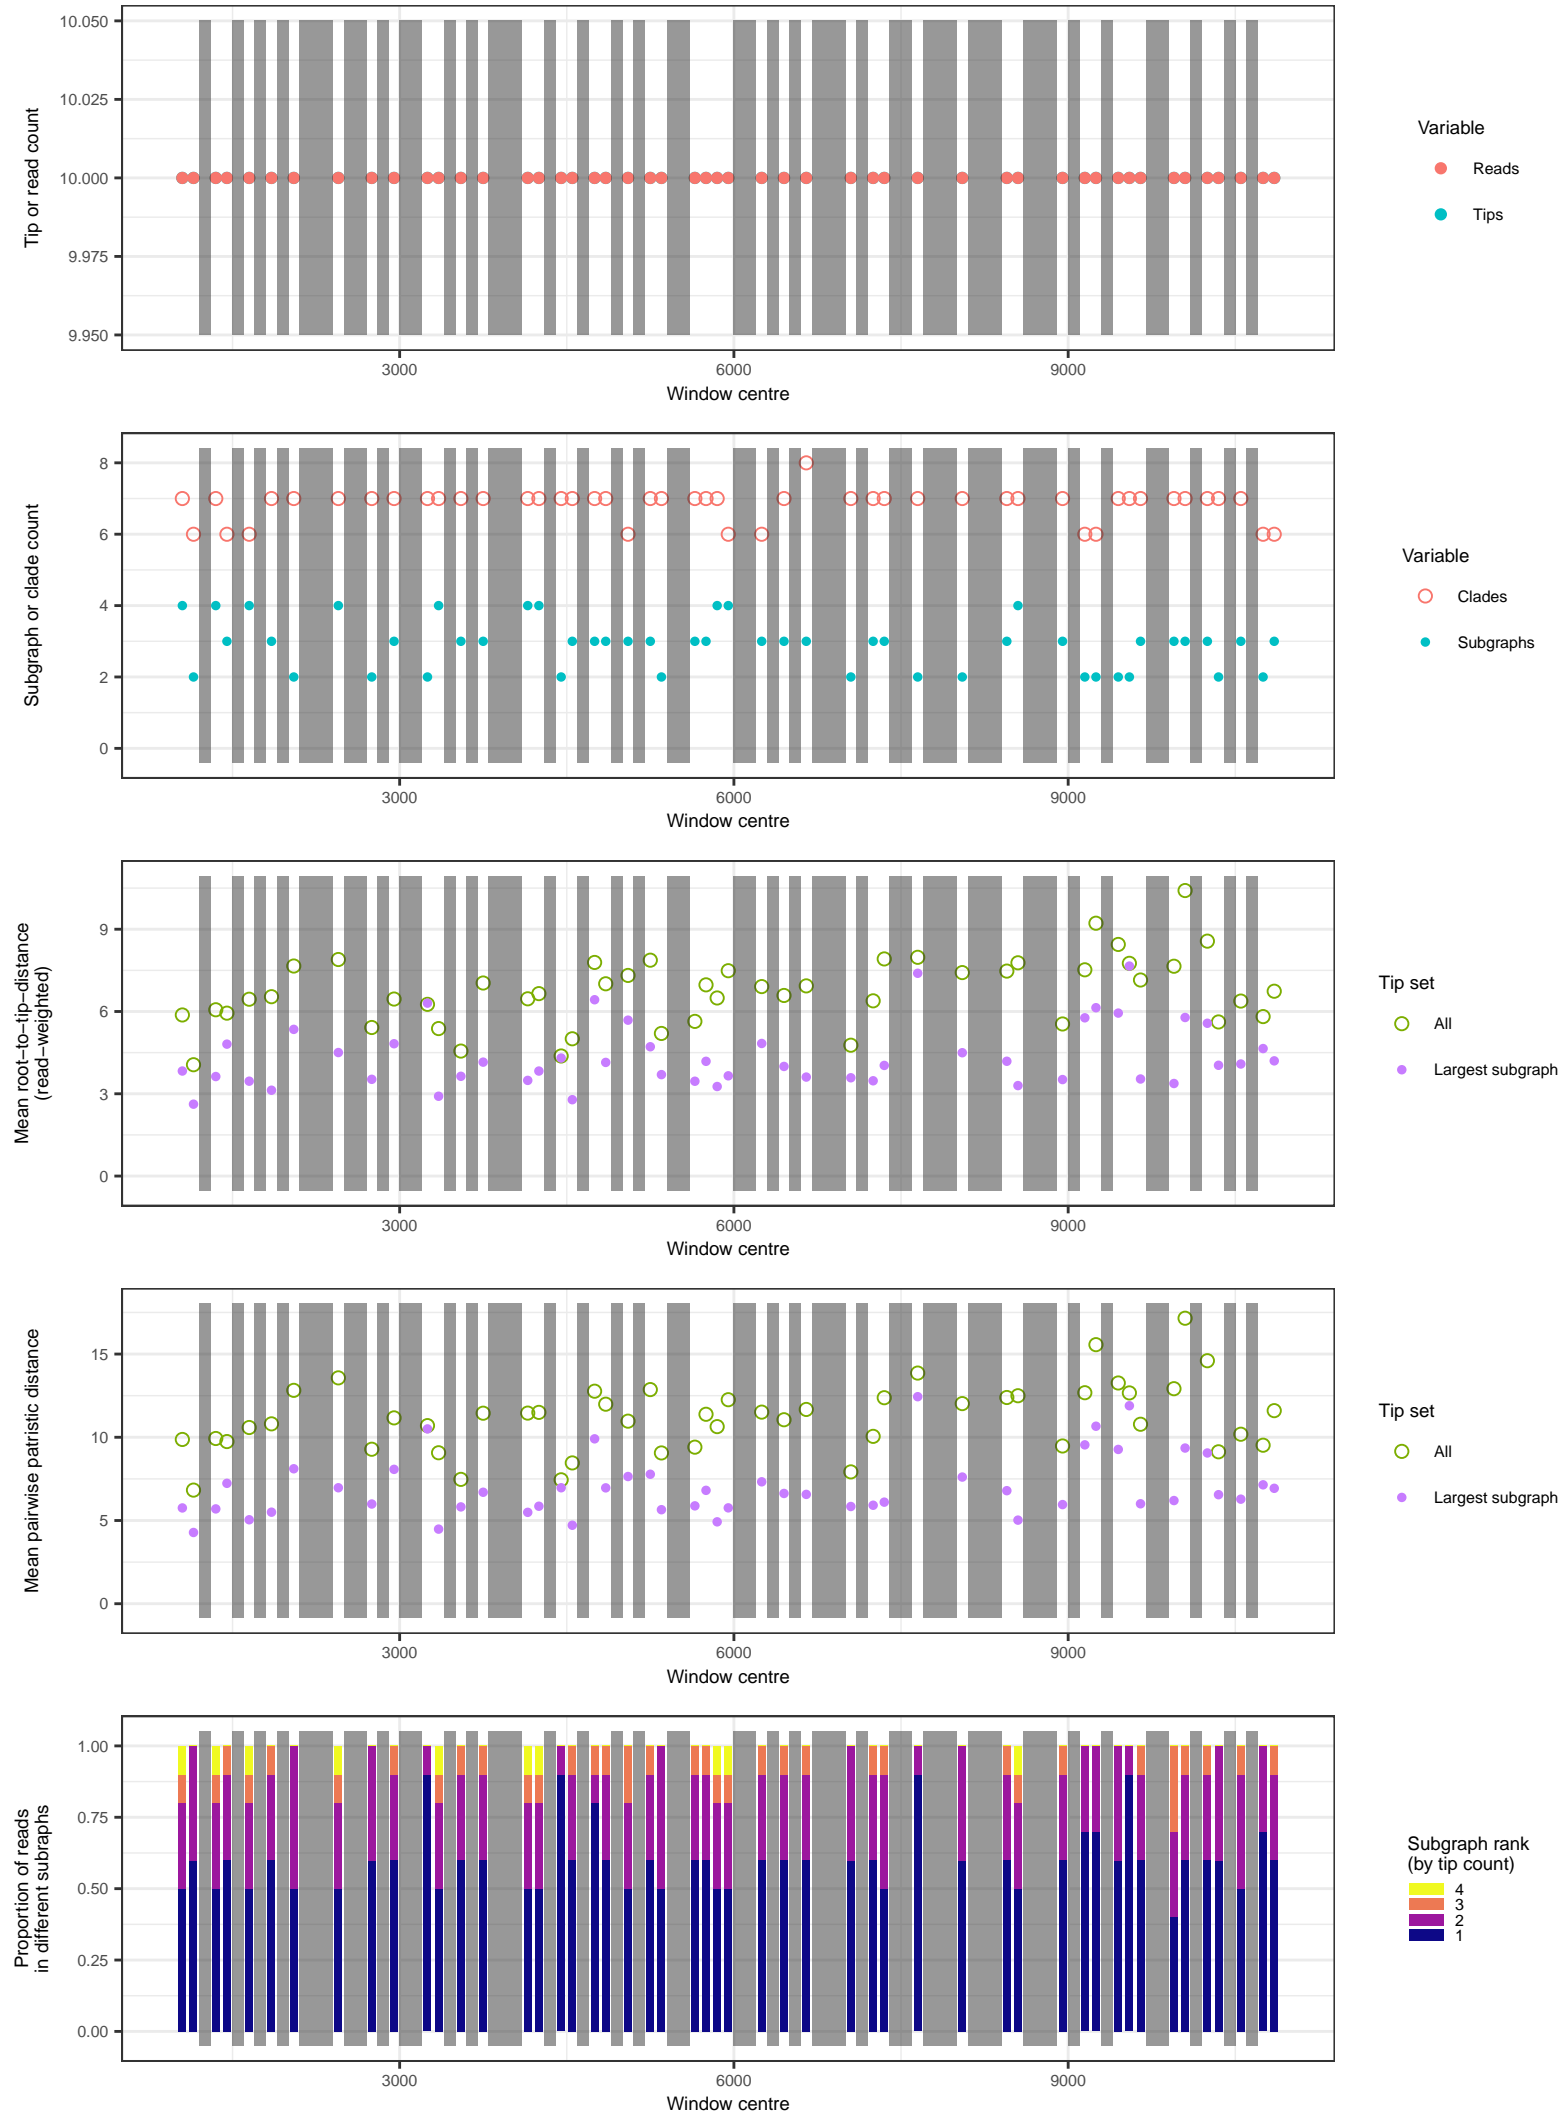 10.050
10.025
10.000
9.975
9.950
Tip or read count
3000
6000
9000
Window centre
Variable
Reads
Tips
8
6
4
2
0
Subgraph or clade count
3000
6000
9000
Window centre
Variable
Clades
Subgraphs
9
6
3
0
Mean root−to−tip−distance
(read−weighted)
3000
6000
9000
Window centre
Tip set
All
Largest subgraph
15
10
5
0
Mean pairwise patristic distance
3000
6000
9000
Window centre
Tip set
All
Largest subgraph
1.00
0.75
0.50
0.25
0.00
Proportion of reads
in different subraphs
3000
6000
9000
Window centre
Subgraph rank
(by tip count)
4
3
2
1